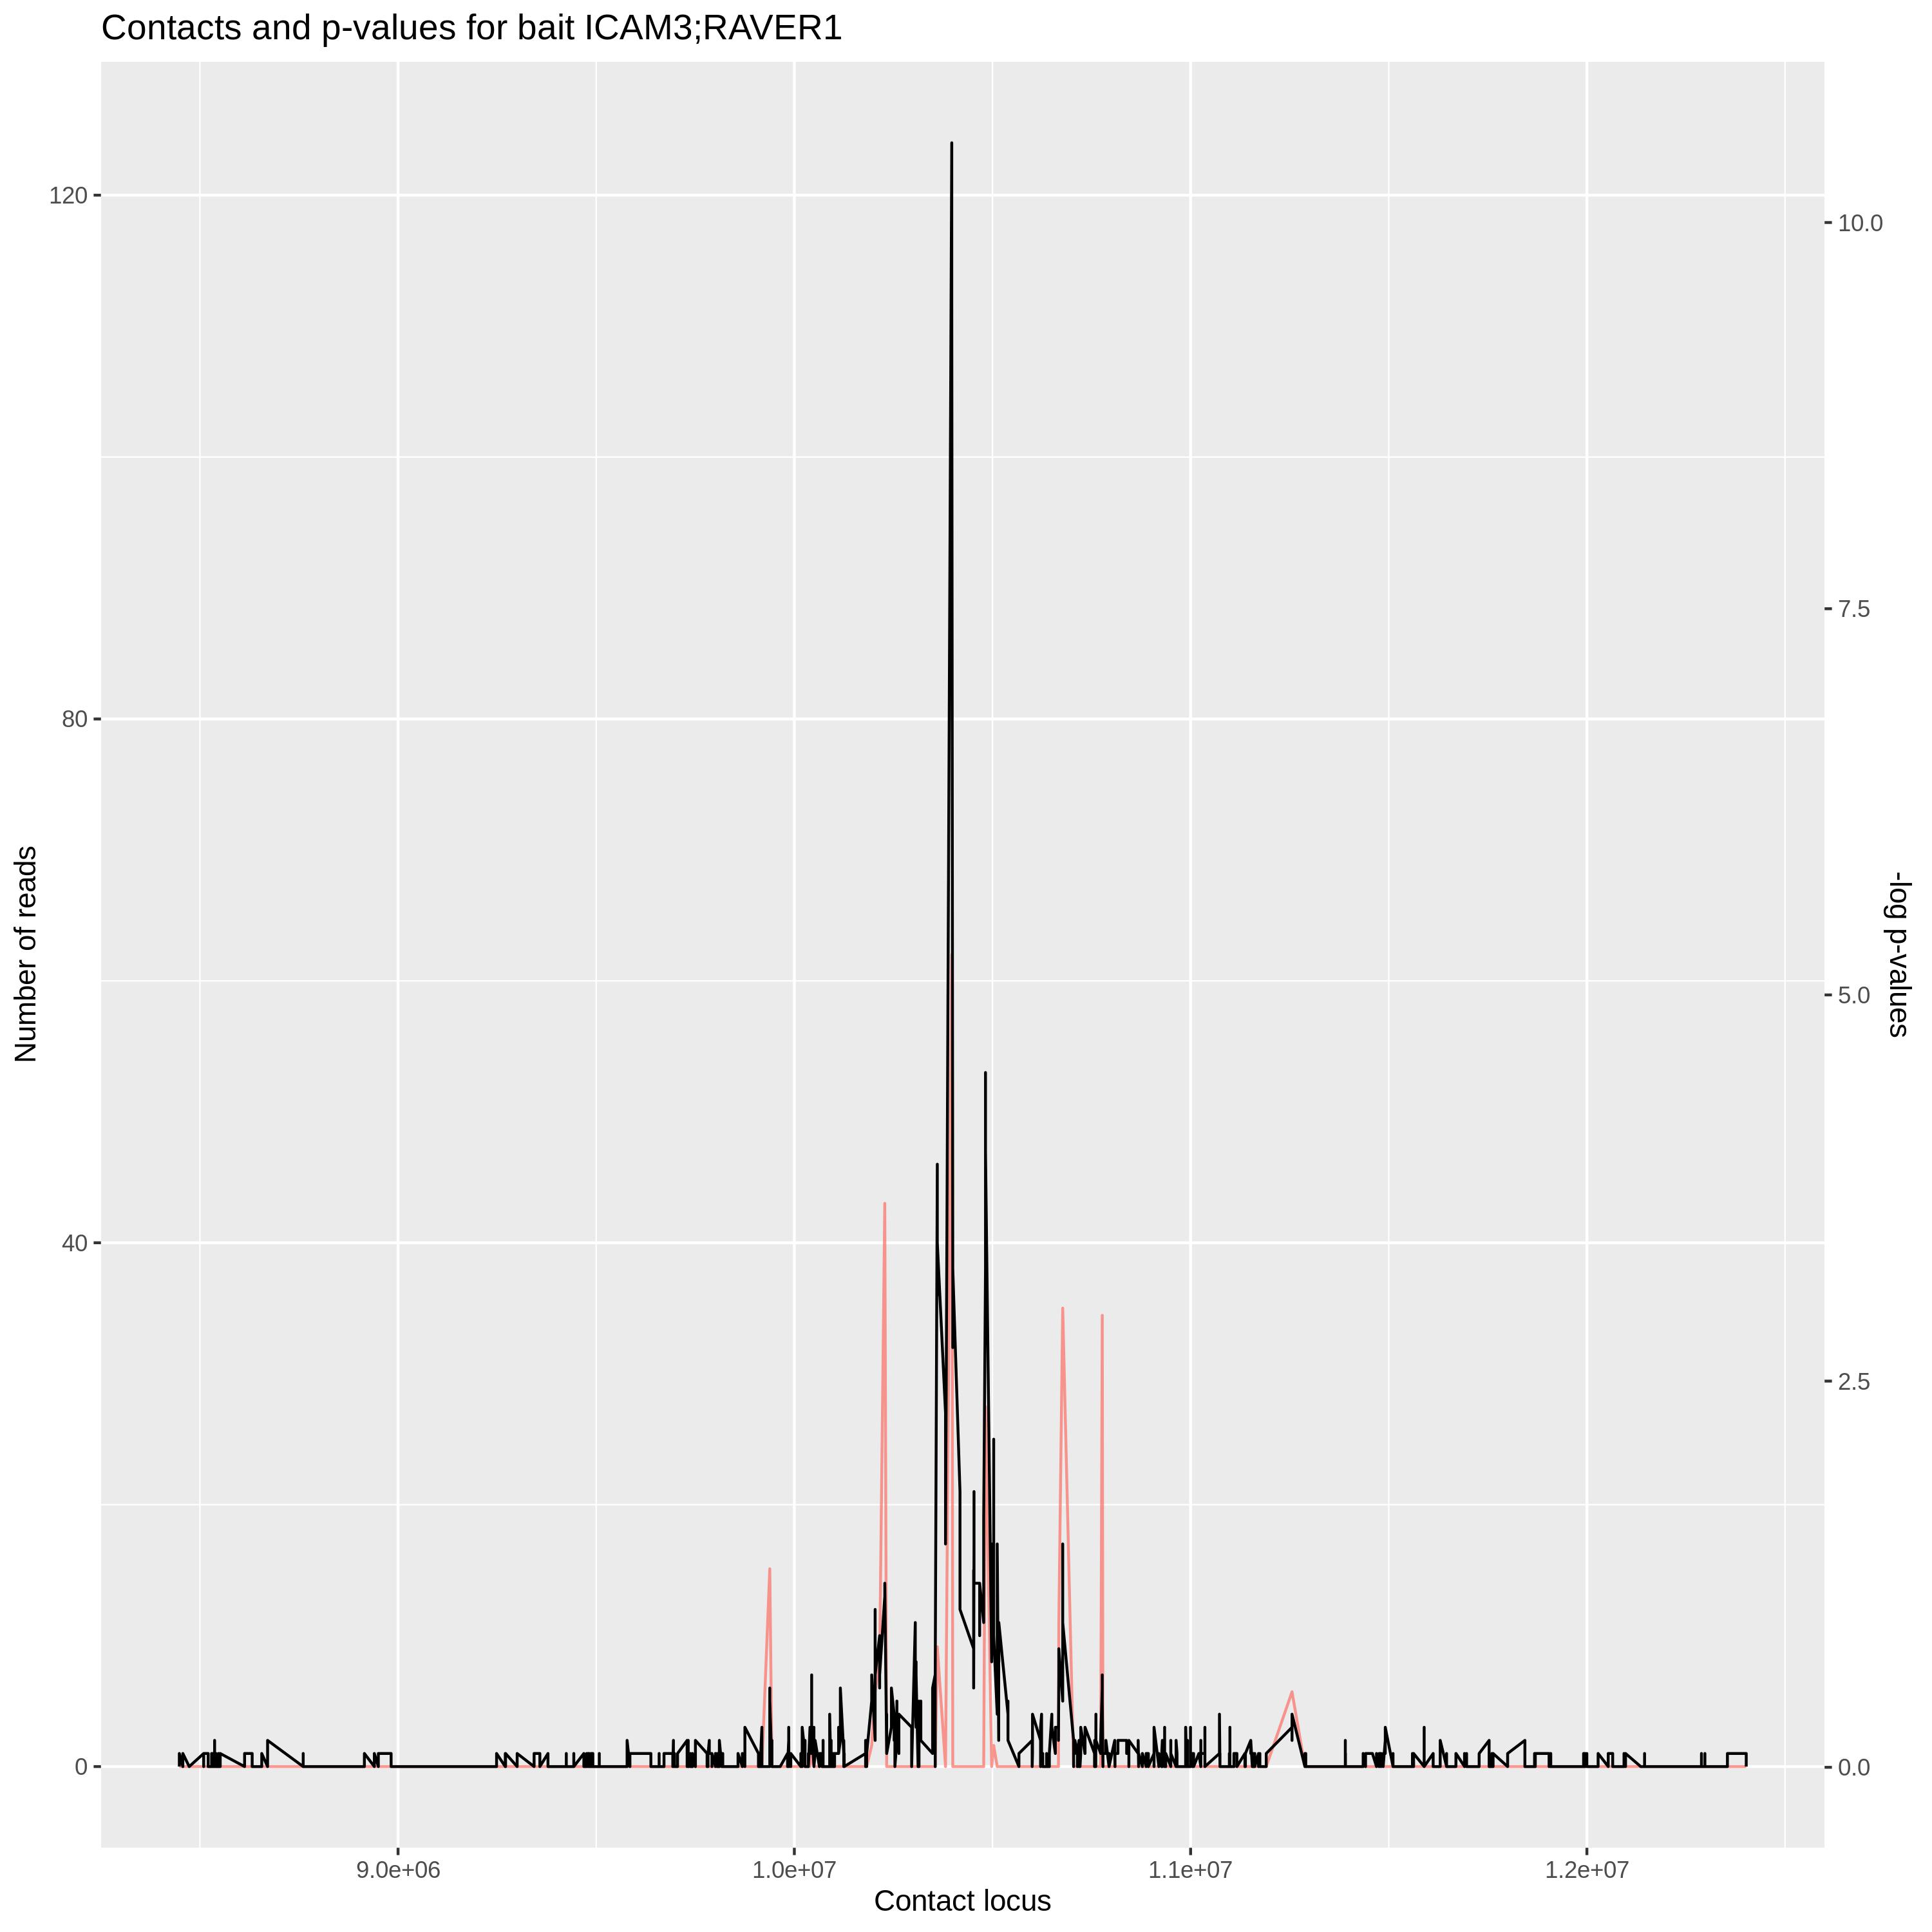 Contacts and p-values for bait ICAM3;RAVER1
120
80
40
0
Number of reads
10.0
7.5
5.0
2.5
0.0
-log p-values
9.0e+06
1.0e+07
1.1e+07
1.2e+07
Contact locus